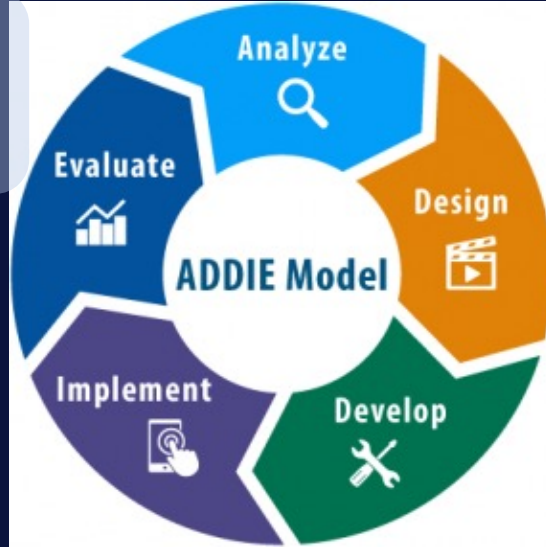 Analyze
Design
Develop
Implement
Evaluate
ADDIE Model